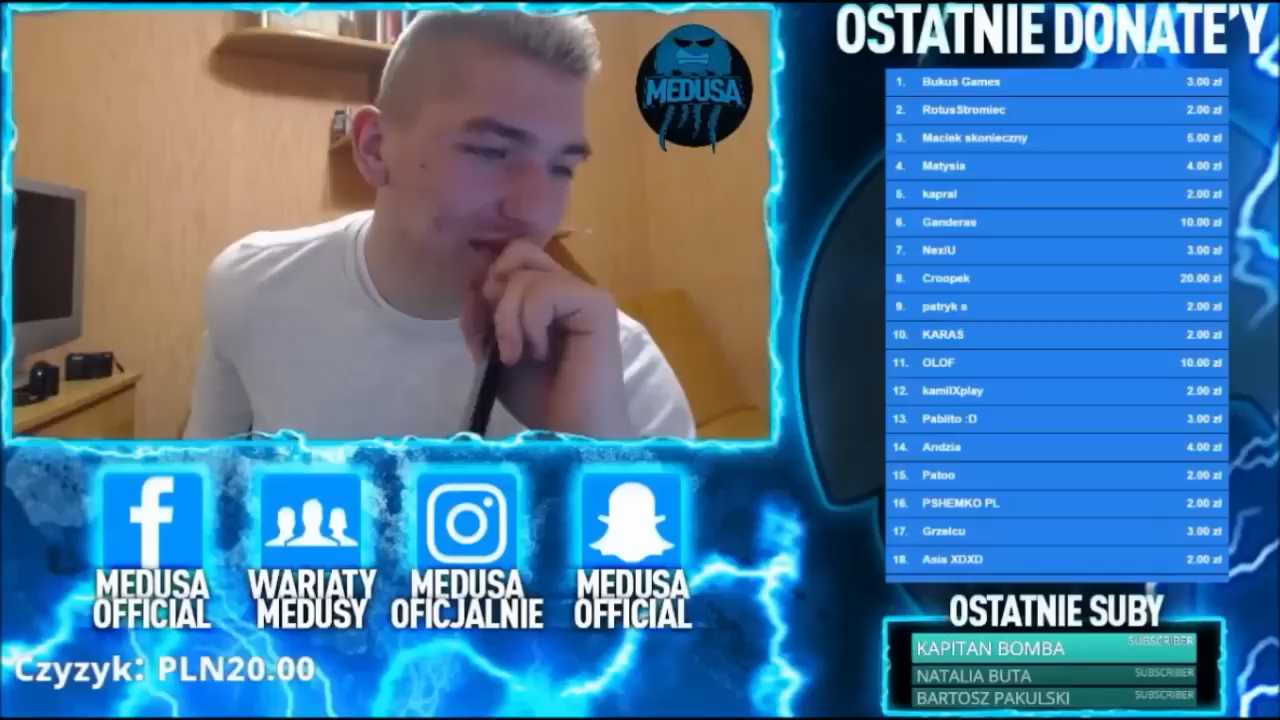 MEDUSA
OSTATNIE DONATE'Y
1. Bukuś Games 3.00 zł
2. RotusStromiec 2.00 zł
3. Maciek skonieczny 5.00 zł
4. Matysia 4.00 zł
5. kapral 2.00 zł
6. Ganderas 10.00 zł
7. NexiU 3.00 zł
8. Croopek 20.00 zł
9. patryk s 2.00 zł
10. KARAŚ 2.00 zł
11. OLOF 10.00 zł
12. kamilXplay 2.00 zł
13. Pablito :D 3.00 zł
14. Andzia 4.00 zł
15. Patoo 2.00 zł
16. PSHEMKO PL 2.00 zł
17. Grzelcu 3.00 zł
18. Asia XDXD 2.00 zł
MEDUSA
OFFICIAL
WARIATY
MEDUSY
MEDUSA
OFICJALNIE
MEDUSA
OFFICIAL
Czyzyk: PLN20.00
OSTATNIE SUBY
KAPITAN BOMBA SUBSCRIBER
NATALIA BUTA SUBSCRIBER
BARTOSZ PAKULSKI SUBSCRIBER